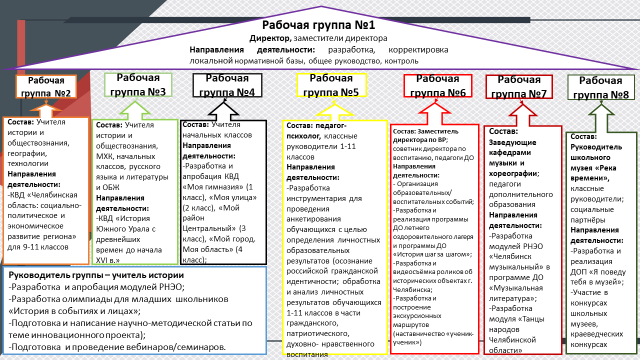 Рабочая группа №1
Директор, заместители директора
Направления деятельности: разработка, корректировка
локальной нормативной базы, общее руководство, контроль
Рабочая
группа №2
Состав: Учителя
истории и
обществознания,
географии,
технологии
Направления
деятельности:
-КВД «Челябинская
область: социально-
политическое и
экономическое
развитие региона»
для 9-11 классов
Рабочая
группа №3
Состав: Учителя
истории и
обществознания,
МХК, начальных
классов, русского
языка и литературы
и ОБЖ
Направления
деятельности:
-КВД «История
Южного Урала с
древнейших
времен до начала
XVI в.»
Рабочая
группа №4
Состав: Учителя
начальных классов
Направления
деятельности:
-Разработка и
апробация КВД
«Моя гимназия» (1
класс), «Моя улица»
(2 класс), «Мой
район
Центральный» (3
класс), «Мой город.
Моя область» (4
класс);
Рабочая
группа №5
Состав: педагог-
психолог, классные
руководители 1-11
классов
Направления
деятельности:
-Разработка
инструментария для
проведения
анкетирования
обучающихся с целью
определения личностных
образовательных
результатов (осознание
российской гражданской
идентичности; обработка
и анализ личностных
результатов обучающихся
1-11 классов в части
гражданского,
патриотического,
духовно- нравственного
воспитания
Рабочая
группа №6
Состав: Заместитель
директора по ВР;
советник директора по
воспитанию, педагоги ДО
Направления
деятельности:
- Организация
образовательных/
воспитательных событий;
-Разработка и
реализация программы
ДО летнего
оздоровительного лагеря
и программы ДО
«История шаг за шагом»;
-Разработка и
видеосъёмка роликов об
исторических объектах г.
Челябинска;
-Разработка и
построение
экскурсионных
маршрутов
(наставничество «ученик-
ученику»)
Рабочая
группа №7
Состав:
Заведующие
кафедрами
музыки и
хореографии;
педагоги
дополнительного
образования
Направления
деятельности:
-Разработка
модулей РНЭО
«Челябинск
музыкальный» в
программе ДО
«Музыкальная
литература»;
-Разработка
модуля «Танцы
народов
Челябинской
области»
Рабочая
группа №8
Состав:
Руководитель
школьного
музея «Река
времени»,
классные
руководители;
социальные
партнёры
Направления
деятельности:
-Разработка и
реализация
ДОП «Я поведу
тебя в музей»;
-Участие в
конкурсах
школьных
музеев,
краеведческих
конкурсах
Руководитель группы – учитель истории
-Разработка и апробация модулей РНЭО;
-Разработка олимпиады для младших школьников
«История в событиях и лицах»;
-Подготовка и написание научно-методической статьи по
теме инновационного проекта);
-Подготовка и проведение вебинаров/семинаров.